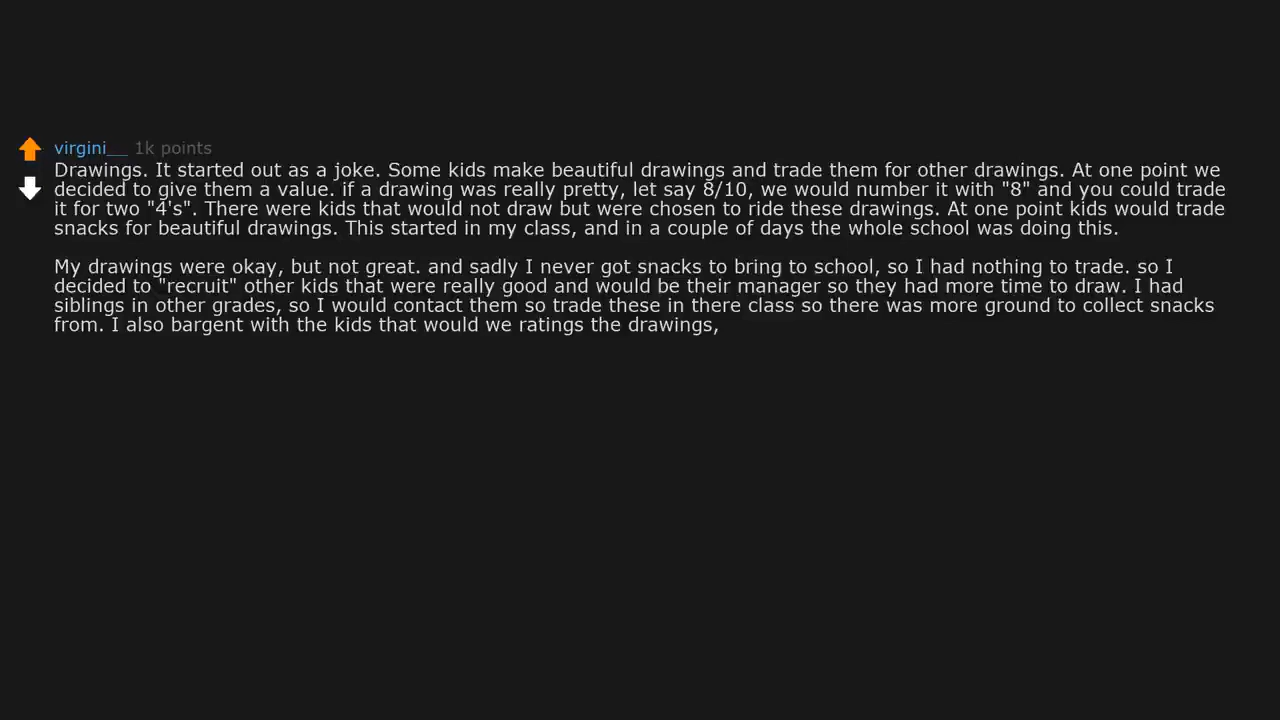 virgini__ 1k points
Drawings. It started out as a joke. Some kids make beautiful drawings and trade them for other drawings. At one point we
decided to give them a value. if a drawing was really pretty, let say 8/10, we would number it with "8" and you could trade
it for two "4's". There were kids that would not draw but were chosen to ride these drawings. At one point kids would trade
snacks for beautiful drawings. This started in my class, and in a couple of days the whole school was doing this.
My drawings were okay, but not great. and sadly I never got snacks to bring to school, so I had nothing to trade. so I
decided to "recruit" other kids that were really good and would be their manager so they had more time to draw. I had
siblings in other grades, so I would contact them so trade these in there class so there was more ground to collect snacks
from. I also bargent with the kids that would we ratings the drawings,